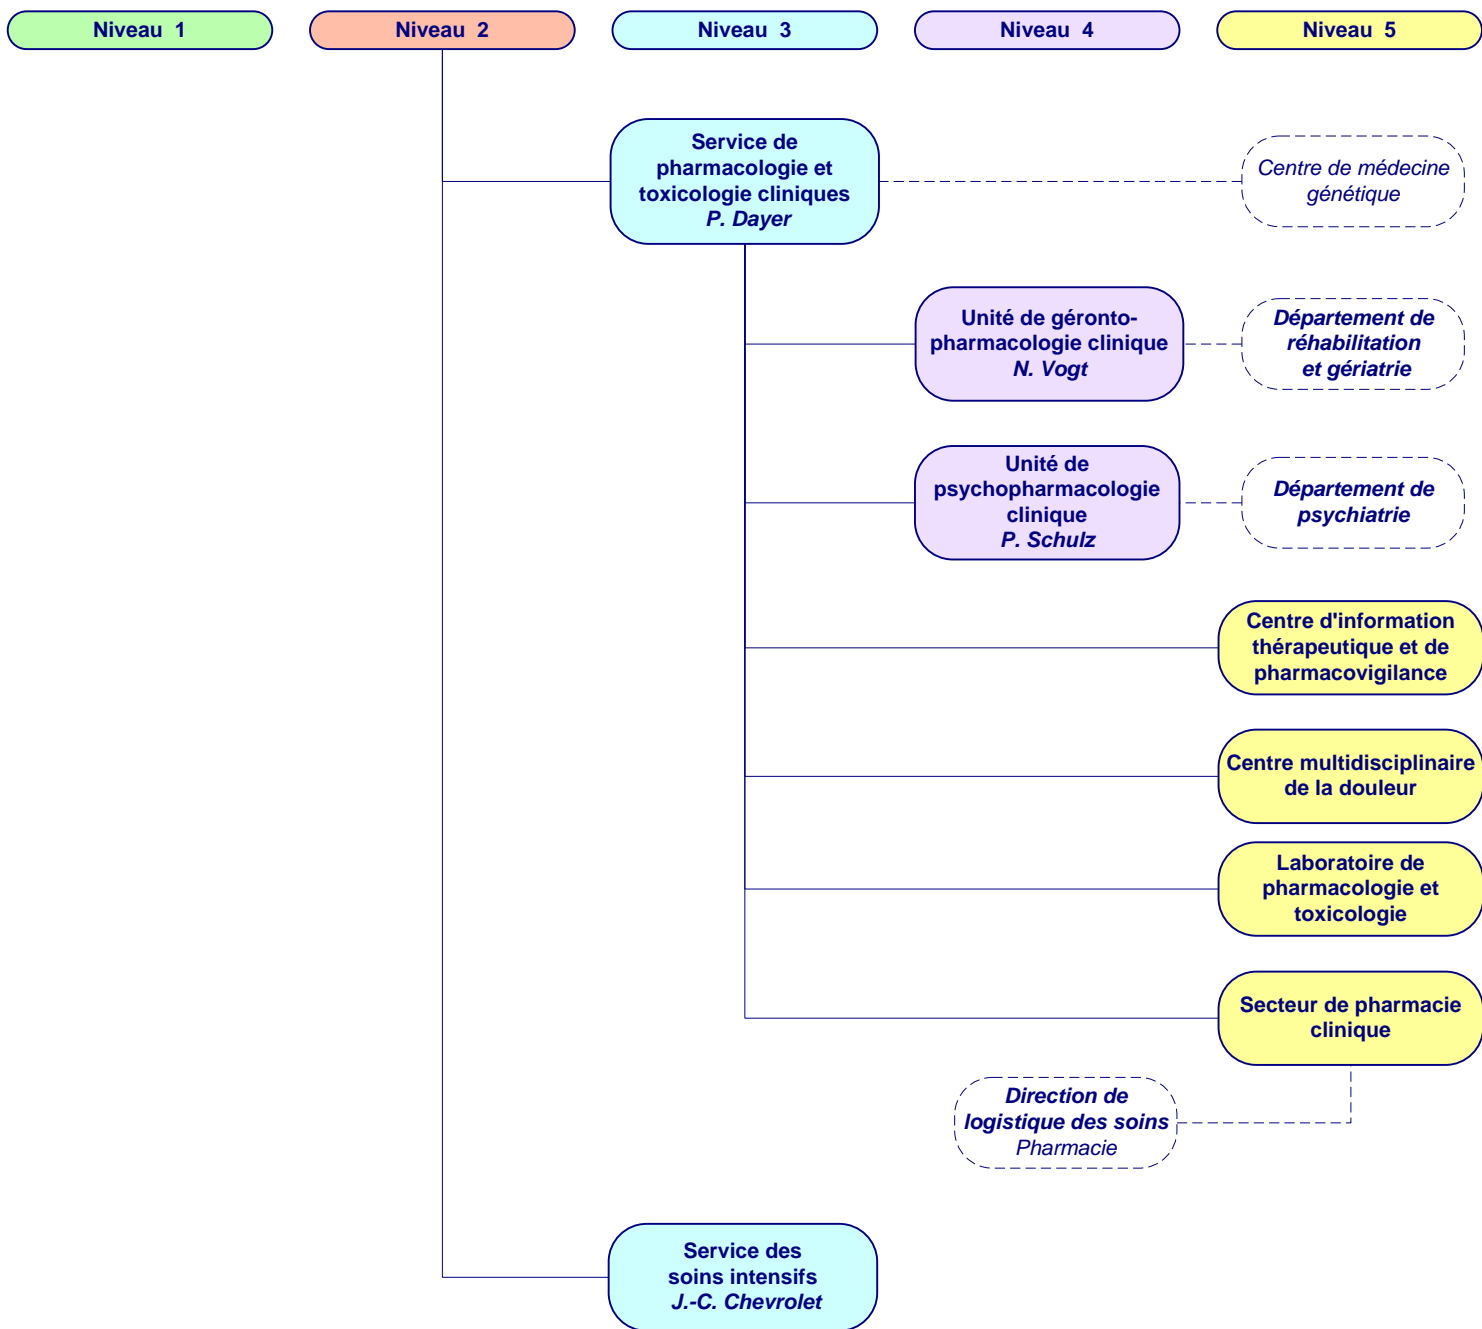 Niveau 1
Niveau 2
Niveau 3
Niveau 4
Niveau 5
Service de
pharmacologie et
toxicologie cliniques
P. Dayer
Centre de médecine
génétique
Unité de géronto-
pharmacologie clinique
N. Vogt
Département de
réhabilitation
et gériatrie
Unité de
psychopharmacologie
clinique
P. Schulz
Département de
psychiatrie
Centre d'information
thérapeutique et de
pharmacovigilance
Centre multidisciplinaire
de la douleur
Laboratoire de
pharmacologie et
toxicologie
Secteur de pharmacie
clinique
Direction de
logistique des soins
Pharmacie
Service des
soins intensifs
J.-C. Chevrolet